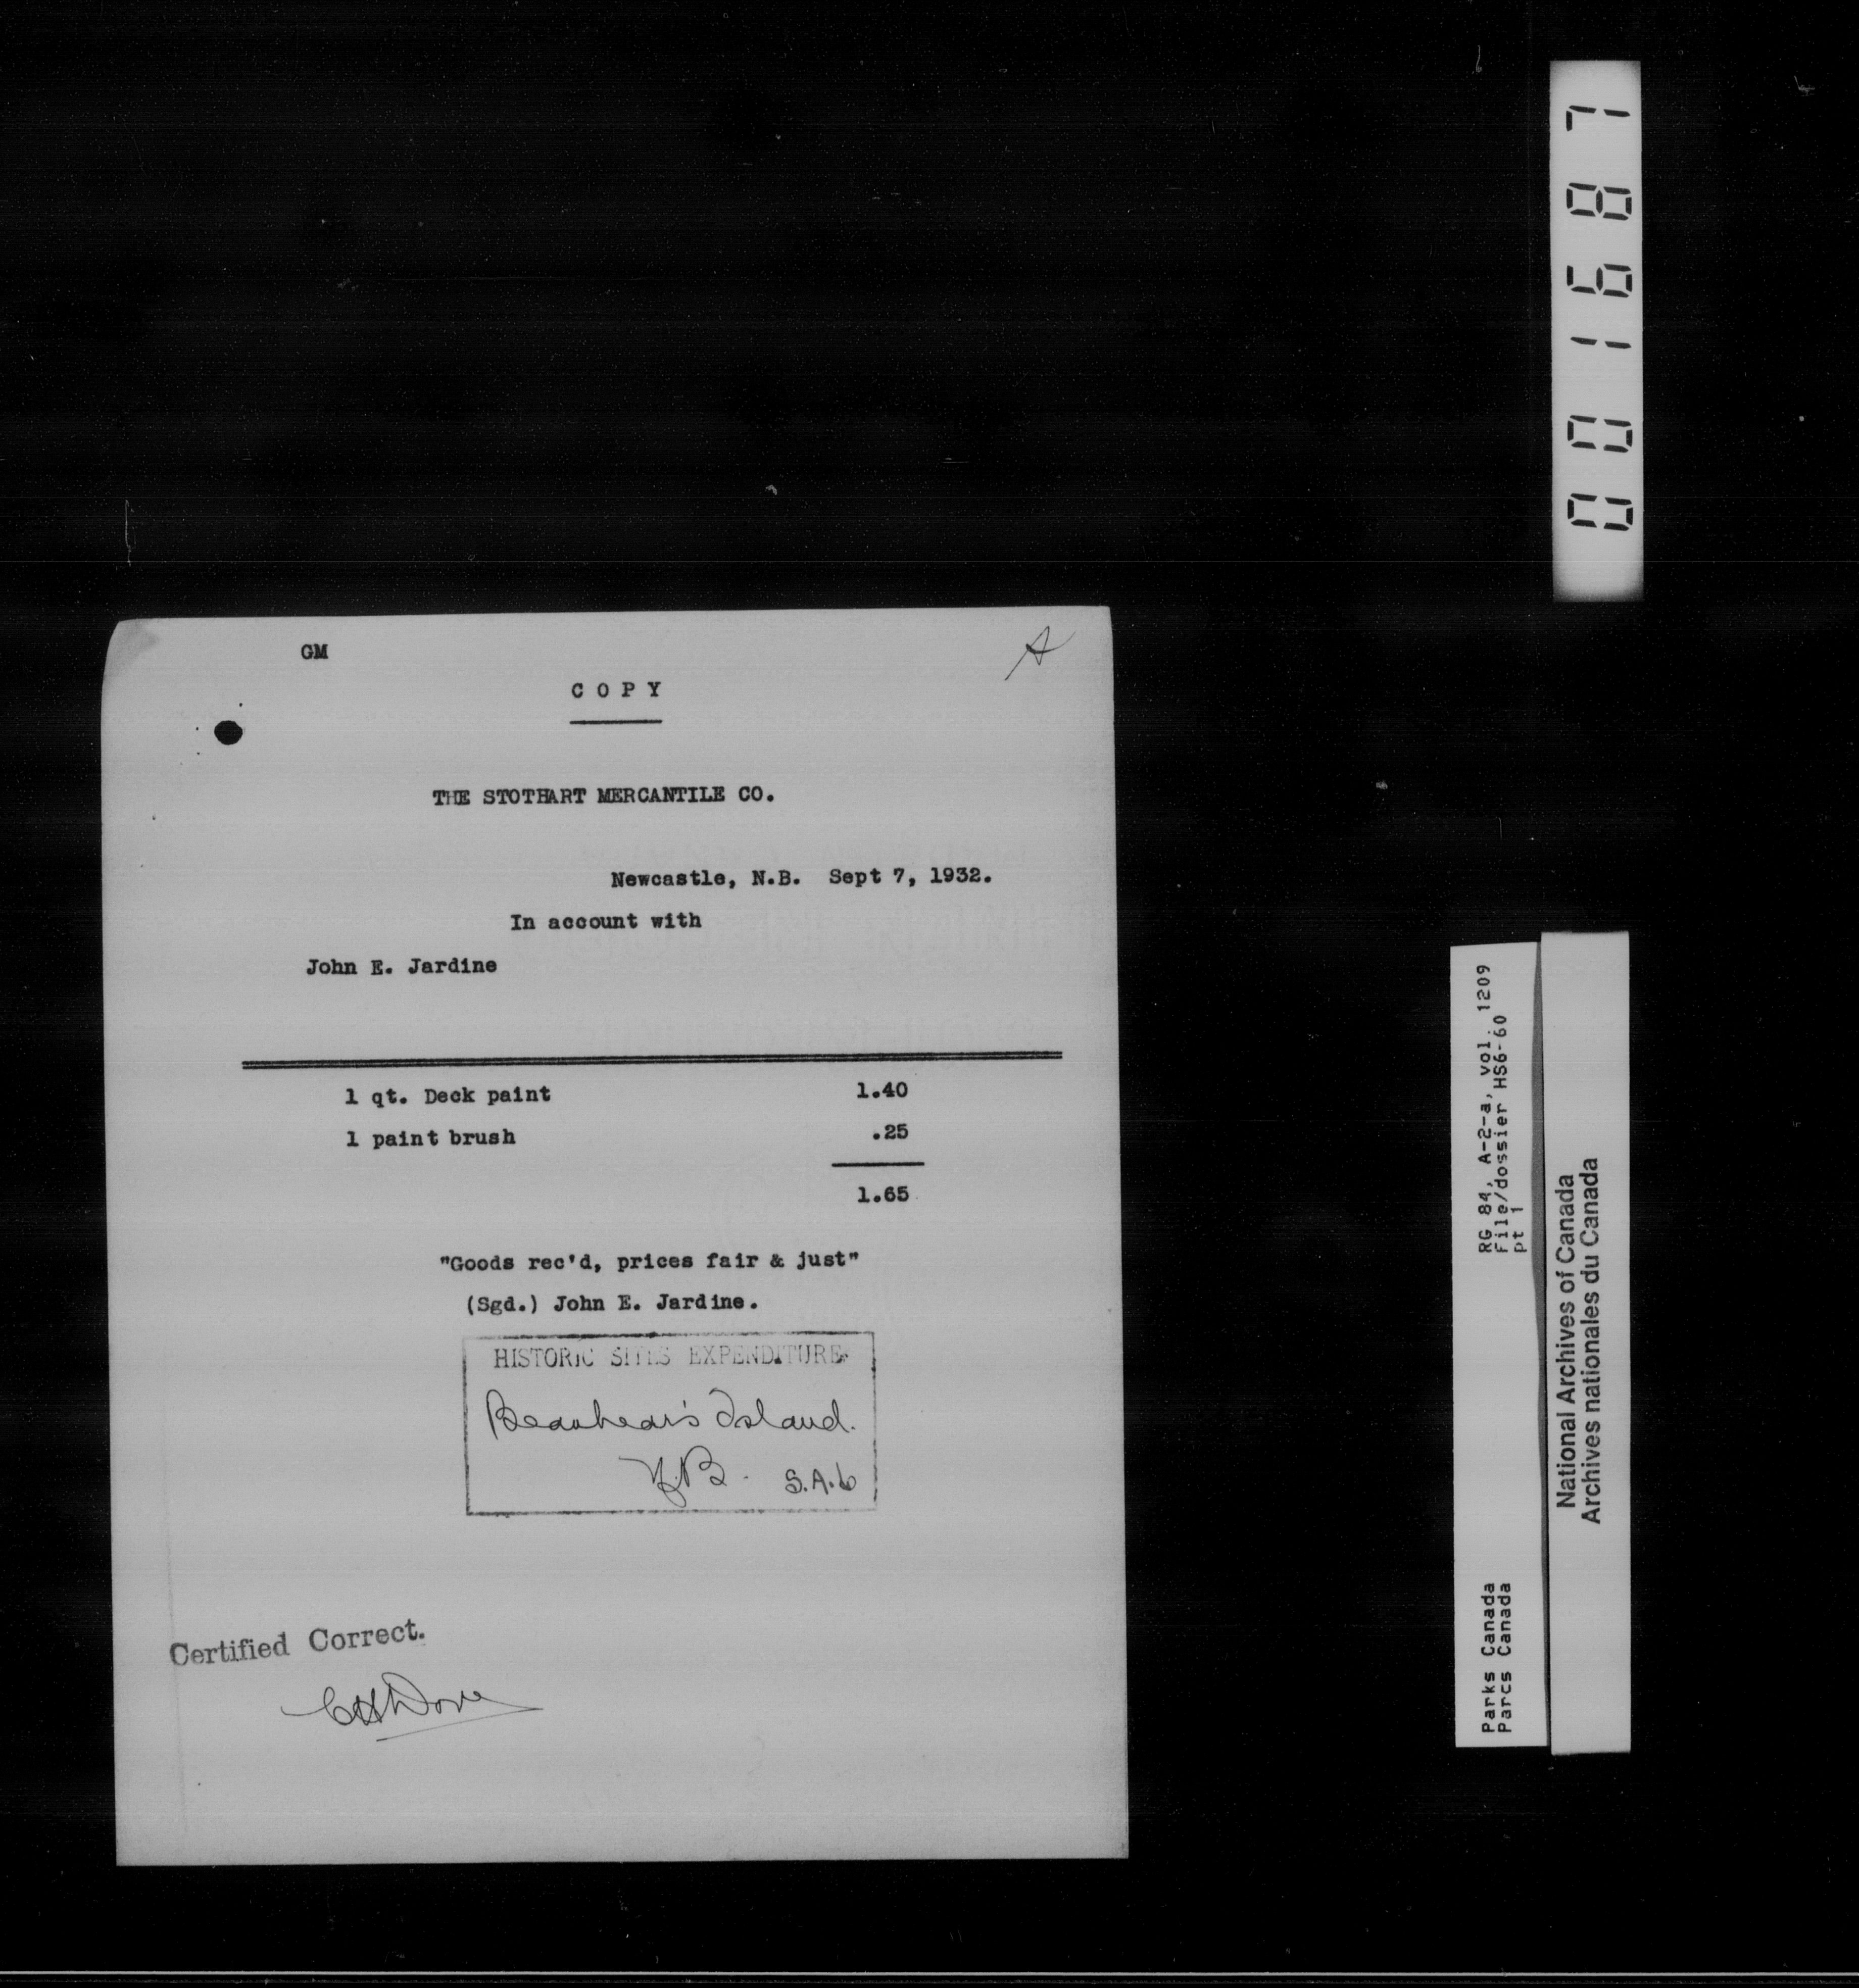 GM
A
C O P Y
THE STOTHART MERCANTILE CO.
Newcastle, N.B. Sept 7, 1932.
In account with
John E. Jardine
1 qt. Deck paint 1.40
1 paint brush .25
1.65
"Goods rec'd, prices fair & just"
(Sgd.) John E. Jardine.
HISTORIC SITES EXPENDITURE
Beaubear's Island.
N.B. S.A.6
Certified Correct.
CHDove
001687
RG 84, A-2-a, vol. 1209
File/dossier HS6-60
pt 1
Parks Canada
Parcs Canada
National Archives of Canada
Archives nationales du Canada